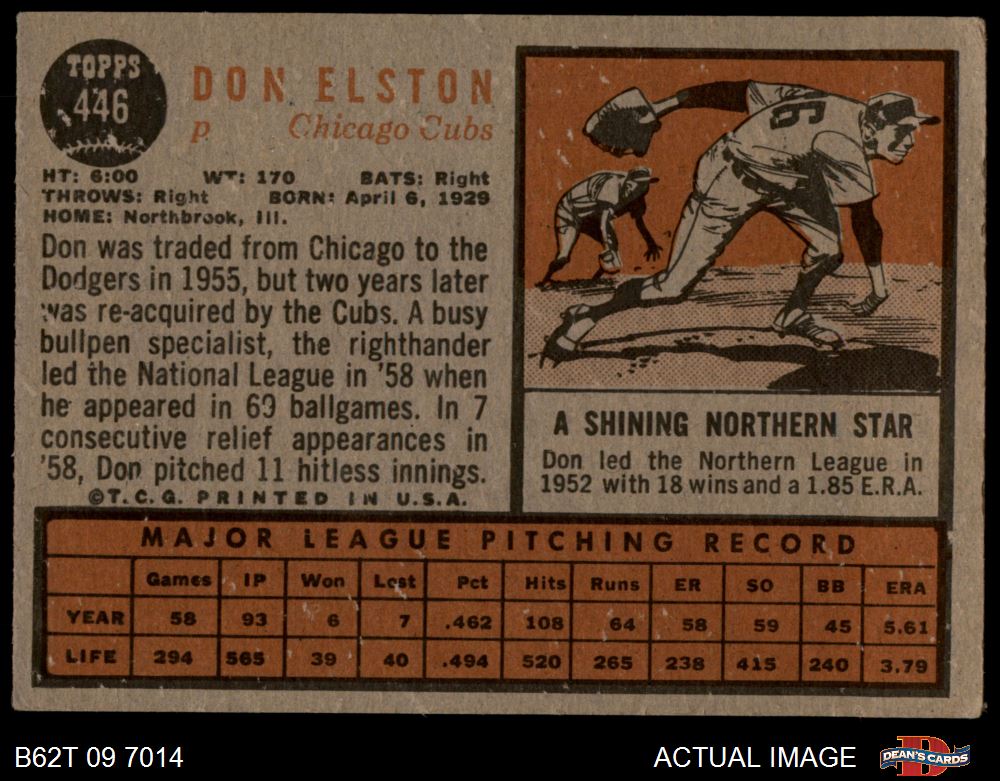 TOPPS
446
DON ELSTON
p Chicago Cubs
HT: 6:00 WT: 170 BATS: Right
THROWS: Right BORN: April 6, 1929
HOME: Northbrook, Ill.
Don was traded from Chicago to the
Dodgers in 1955, but two years later
was re-acquired by the Cubs. A busy
bullpen specialist, the righthander
led the National League in '58 when
he appeared in 69 ballgames. In 7
consecutive relief appearances in
'58, Don pitched 11 hitless innings.
©T.C.G. PRINTED IN U.S.A.
6
A SHINING NORTHERN STAR
Don led the Northern League in
1952 with 18 wins and a 1.85 E.R.A.
MAJOR LEAGUE PITCHING RECORD
Games IP Won Lost Pct Hits Runs ER SO BB ERA
YEAR 58 93 6 7 .462 108 64 58 59 45 5.61
LIFE 294 565 39 40 .494 520 265 238 415 240 3.79
B62T 09 7014
ACTUAL IMAGE
DEAN'S CARDS